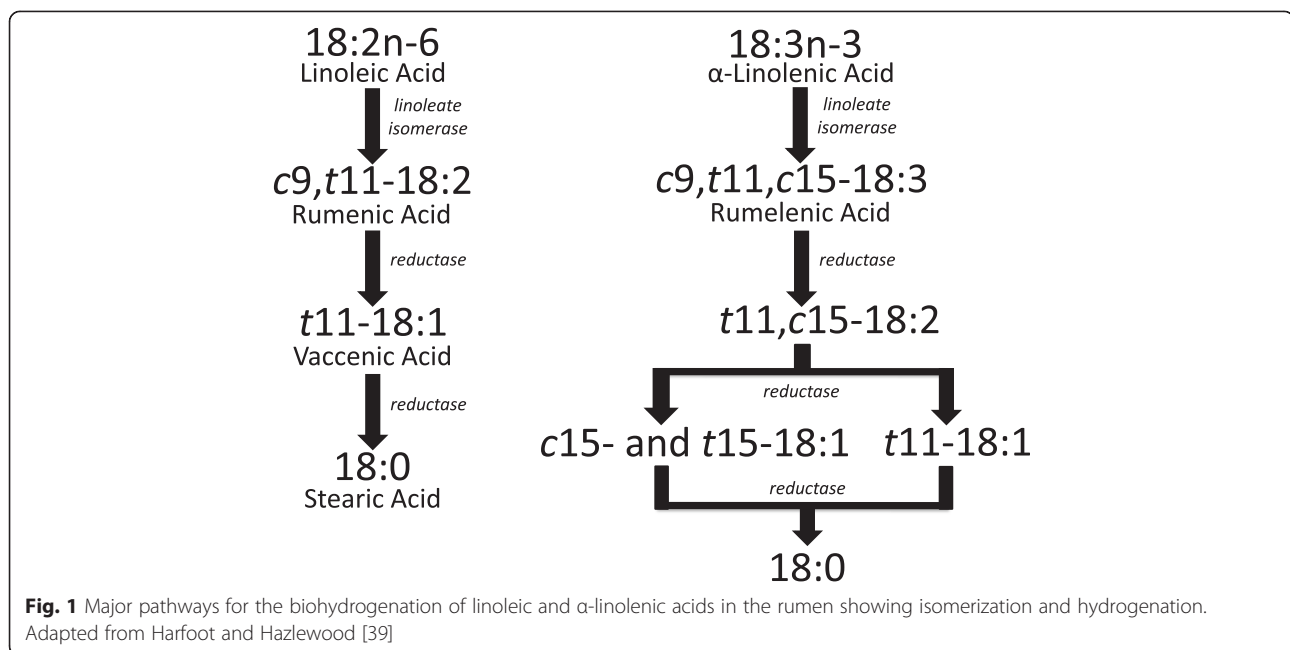 18:2n-6
Linoleic Acid
linoleate
isomerase
c9,t11-18:2
Rumenic Acid
reductase
t11-18:1
Vaccenic Acid
reductase
18:0
Stearic Acid
18:3n-3
α-Linolenic Acid
linoleate
isomerase
c9,t11,c15-18:3
Rumelenic Acid
reductase
t11,c15-18:2
reductase
c15- and t15-18:1
t11-18:1
reductase
18:0
Fig. 1 Major pathways for the biohydrogenation of linoleic and α-linolenic acids in the rumen showing isomerization and hydrogenation.
Adapted from Harfoot and Hazlewood [39]